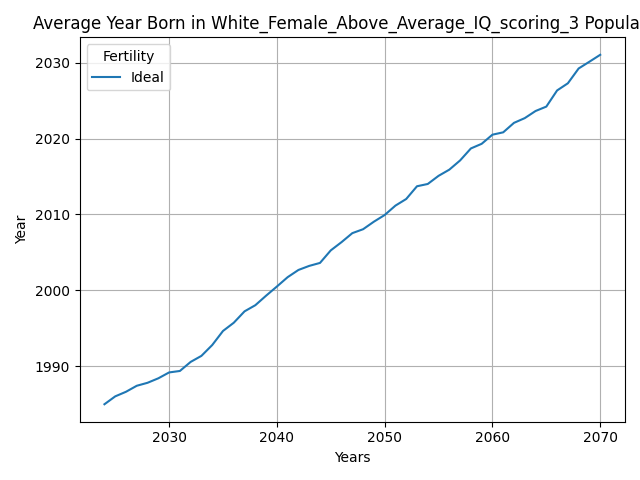 Average Year Born in White_Female_Above_Average_IQ_scoring_3 Popula
Fertility
Ideal
2030
2020
2010
2000
1990
Year
2030 2040 2050 2060 2070
Years